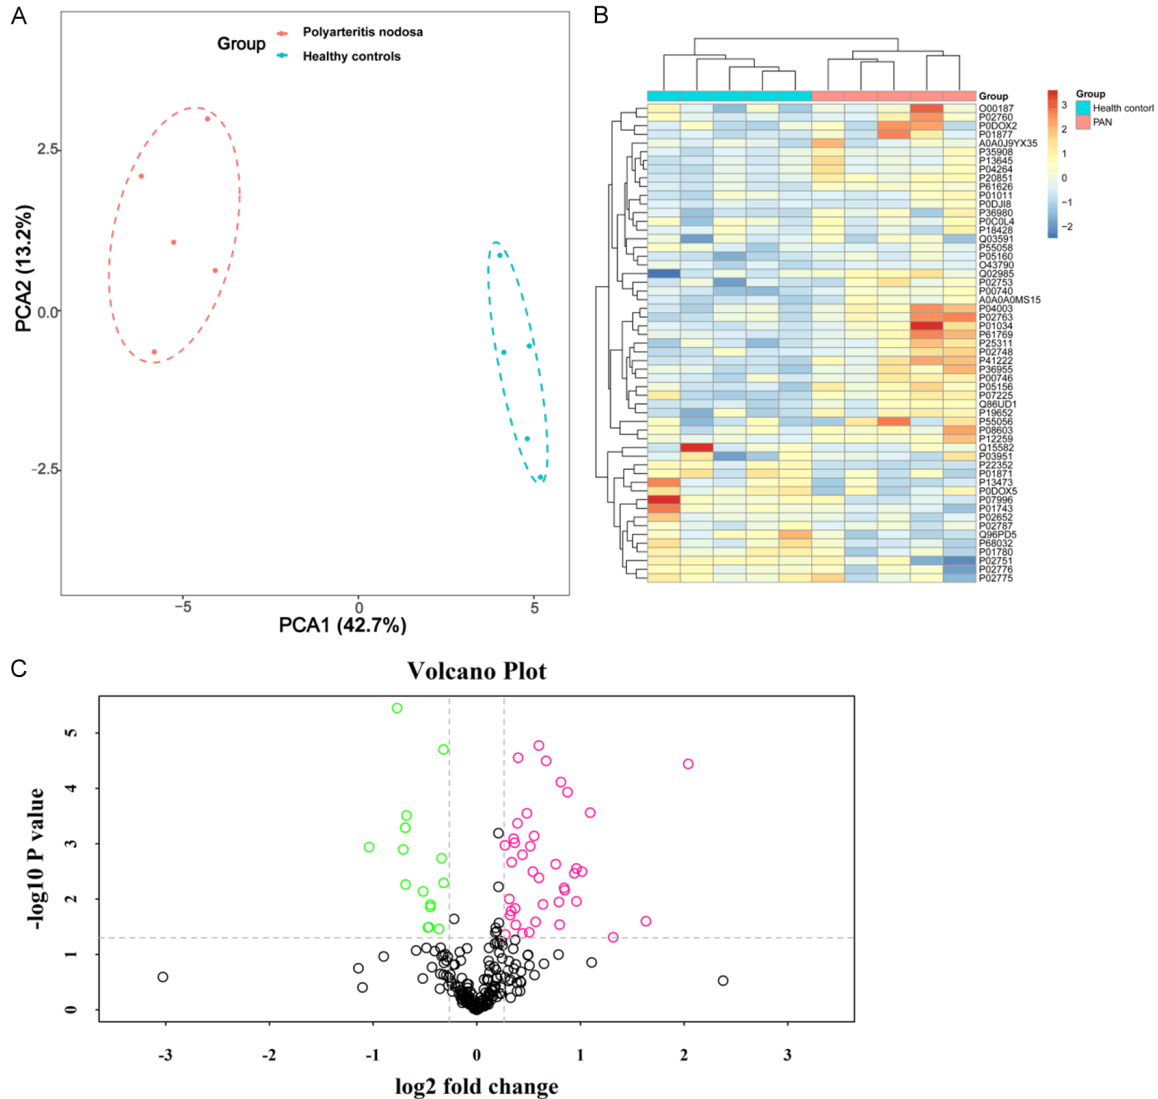 A
Group
Polyarteritis nodosa
Healthy controls
PCA2 (13.2%)
2.5
0.0
−2.5
−5
0
5
PCA1 (42.7%)
B
Group
O00187
P02760
P0DOX2
P01877
A0A0J9YX35
P35908
P13645
P04264
P20851
P61626
P01011
P0DJI8
P36980
P0C0L4
P18428
Q03591
P55058
P05160
O43790
Q02985
P02753
P00740
A0A0A0MS15
P04003
P02763
P01034
P61769
P25311
P02748
P41222
P36955
P00746
P05156
P07225
Q86UD1
P19652
P55056
P08603
P12259
Q15582
P03951
P22352
P01871
P13473
P0DOX5
P07996
P01743
P02652
P02787
Q96PD5
P68032
P01780
P02751
P02776
P02775
3
2
1
0
−1
−2
Group
Health contorl
PAN
C
Volcano Plot
-log10 P value
5
4
3
2
1
0
-3
-2
-1
0
1
2
3
log2 fold change